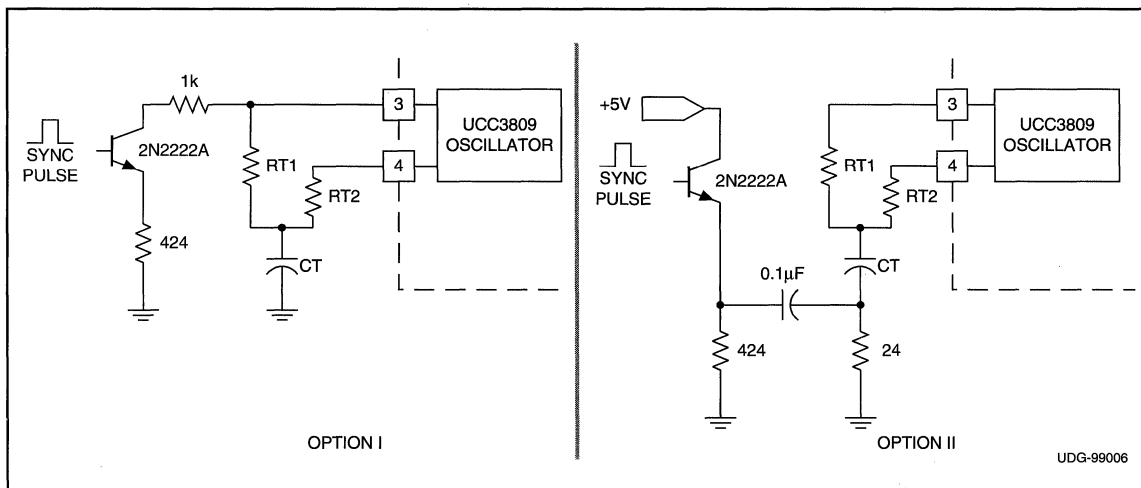 1k
3
UCC3809
OSCILLATOR
SYNC
PULSE
2N2222A
RT1
4
RT2
424
CT
OPTION I
+5V
3
UCC3809
OSCILLATOR
SYNC
PULSE
2N2222A
RT1
4
RT2
0.1µF
CT
424
24
OPTION II
UDG-99006